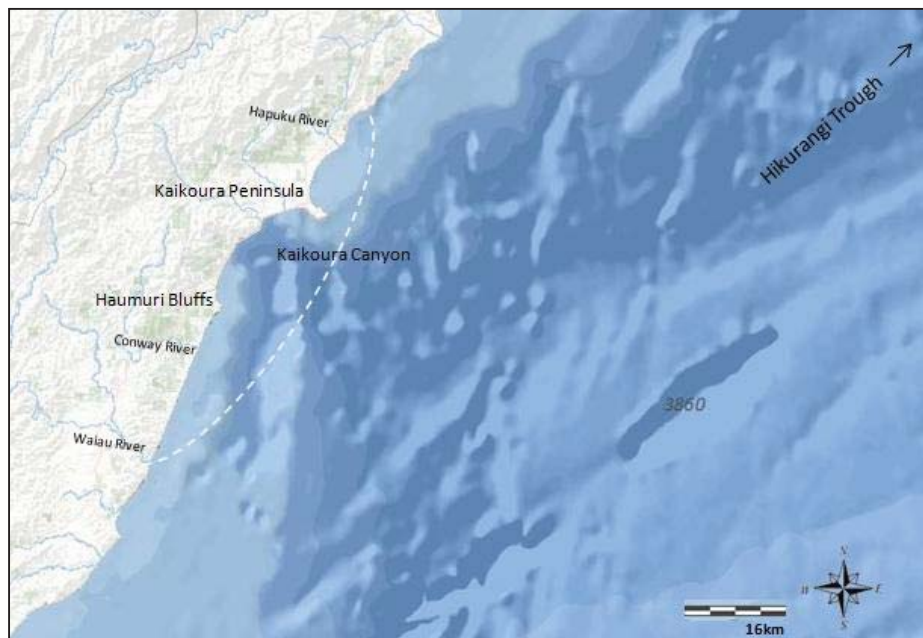 Hapuku River
Hikurangi Trough
Kaikoura Peninsula
Kaikoura Canyon
Haumuri Bluffs
Conway River
3860
Waiau River
N
W
E
S
16km